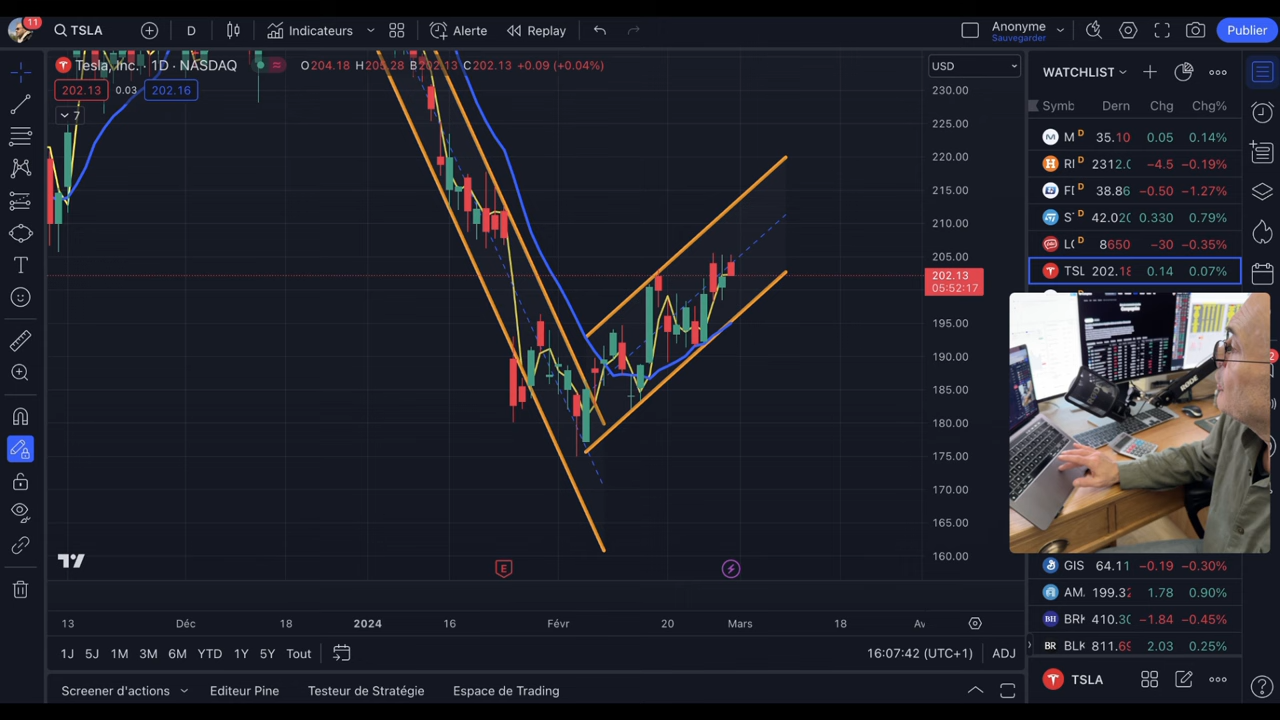 11
TSLA
D
Indicateurs
Alerte
Replay
Anonyme
Sauvegarder
Publier
Tesla, Inc. · 1D · NASDAQ
O204.18 H205.28 B202.13 C202.13 +0.09 (+0.04%)
202.13 0.03 202.16
7
USD
230.00
225.00
220.00
215.00
210.00
205.00
202.13
05:52:17
195.00
190.00
185.00
180.00
175.00
170.00
165.00
160.00
E
13 Déc 18 2024 16 Févr 20 Mars 18 Av
1J 5J 1M 3M 6M YTD 1Y 5Y Tout
16:07:42 (UTC+1) ADJ
Screener d'actions
Editeur Pine
Testeur de Stratégie
Espace de Trading
WATCHLIST
Symb Dern Chg Chg%
M D 35.10 0.05 0.14%
RI D 2312.0 −4.5 −0.19%
FD D 38.86 −0.50 −1.27%
42.020 0.330 0.79%
8650 −30 −0.35%
TSL 202.18 0.14 0.07%
RODE
GIS 64.11 −0.19 −0.30%
AM. 199.32 1.78 0.90%
BH BRK 410.30 −1.84 −0.45%
BLK 811.69 2.03 0.25%
TSLA